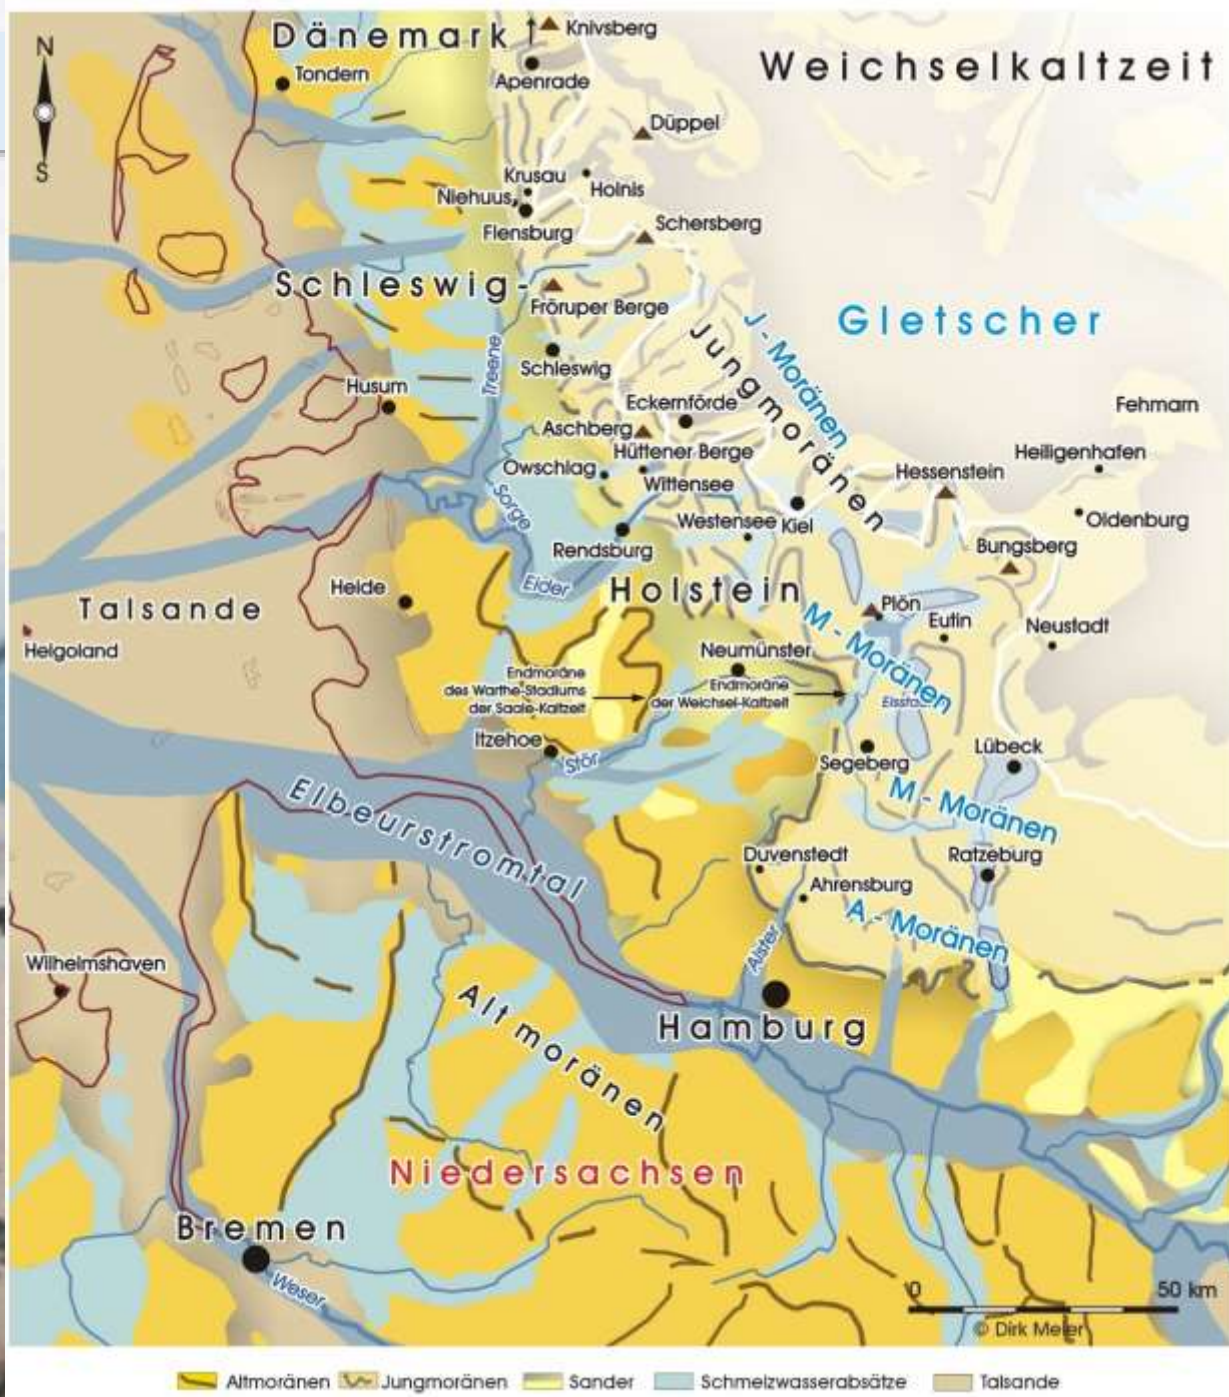 Dänemark
Knivsberg
Weichselkaltzeit
N
S
Tondern
Apenrade
Düppel
Krusau
Holnis
Niehuus
Flensburg
Schersberg
Schleswig-
Fröruper Berge
Gletscher
J - Moränen
Jungmoränen
Treene
Schleswig
Husum
Eckernförde
Fehmarn
Aschberg
Hüttener Berge
Heiligenhafen
Owschlag
Wittensee
Hessenstein
Sorge
Westensee
Kiel
Oldenburg
Rendsburg
Bungsberg
Eider
Heide
Holstein
Talsande
Plön
Eutin
Neustadt
Helgoland
M - Moränen
Neumünster
Endmoräne
des Warthe-Stadiums
der Saale-Kaltzeit
Endmoräne
der Weichsel-Kaltzeit
Itzehoe
Stör
Segeberg
Lübeck
Elbeurstromtal
M - Moränen
Duvenstedt
Ratzeburg
Ahrensburg
A - Moränen
Alster
Wilhelmshaven
Hamburg
Altmoränen
Niedersachsen
Bremen
Weser
0 50 km
© Dirk Meier
Altmoränen Jungmoränen Sander Schmelzwasserabsätze Talsande